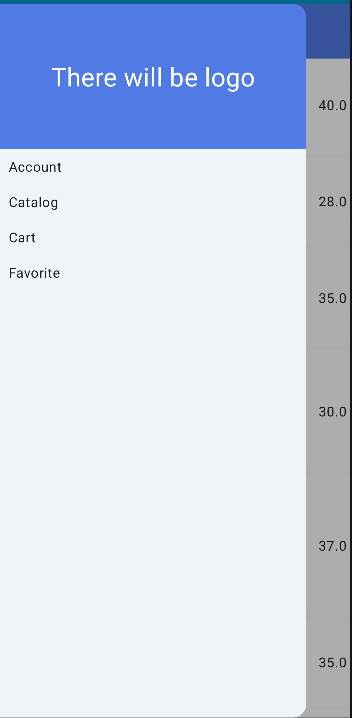 There will be logo
Account
Catalog
Cart
Favorite
40.0
28.0
35.0
30.0
37.0
35.0